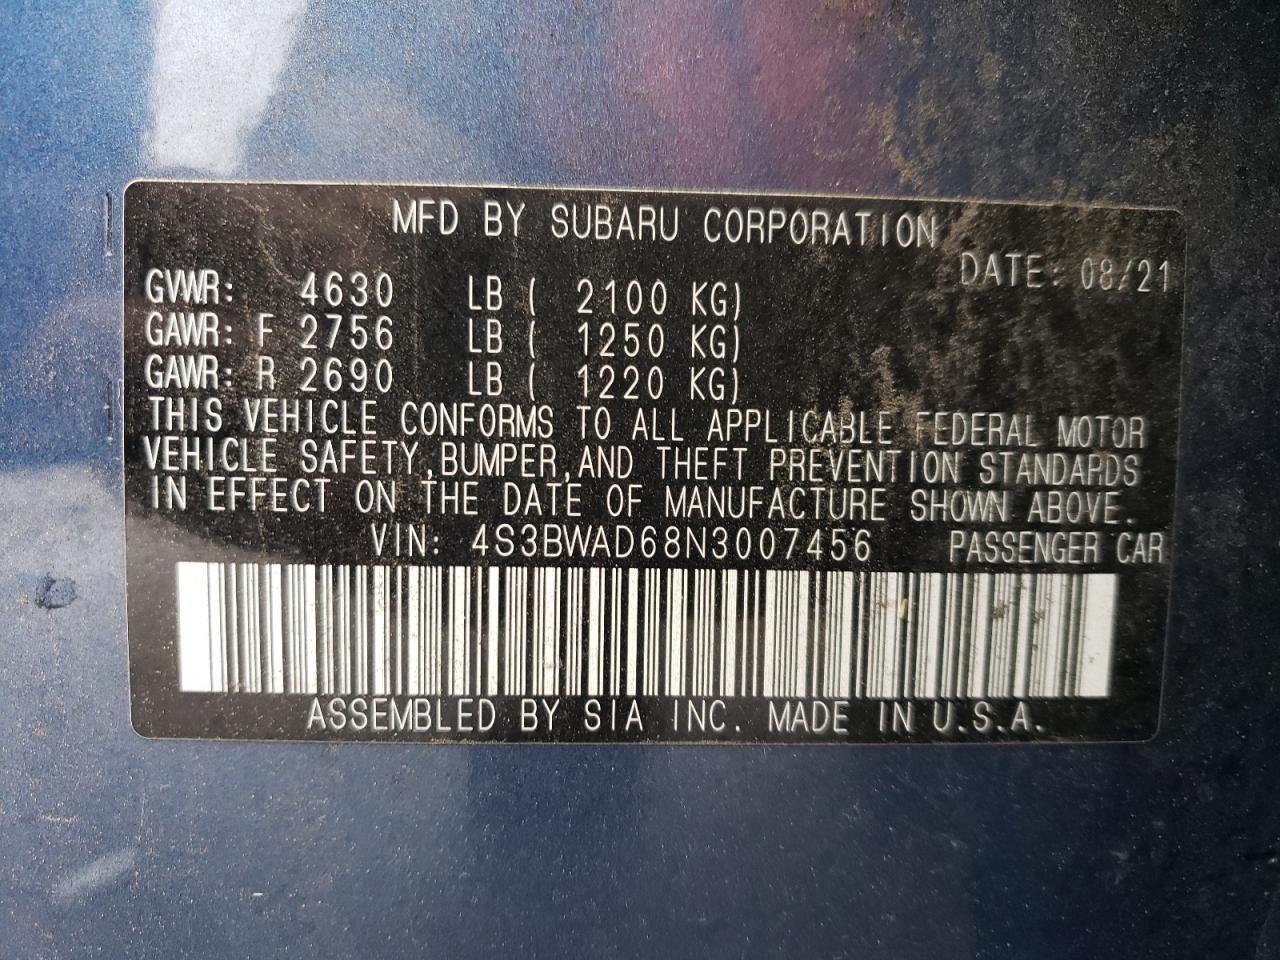 MFD BY SUBARU CORPORATION
DATE: 08/21
GVWR: 4630 LB ( 2100 KG)
GAWR: F 2756 LB ( 1250 KG)
GAWR: R 2690 LB ( 1220 KG)
THIS VEHICLE CONFORMS TO ALL APPLICABLE FEDERAL MOTOR
VEHICLE SAFETY,BUMPER,AND THEFT PREVENTION STANDARDS
IN EFFECT ON THE DATE OF MANUFACTURE SHOWN ABOVE.
VIN: 4S3BWAD68N3007456 PASSENGER CAR
ASSEMBLED BY SIA INC. MADE IN U.S.A.